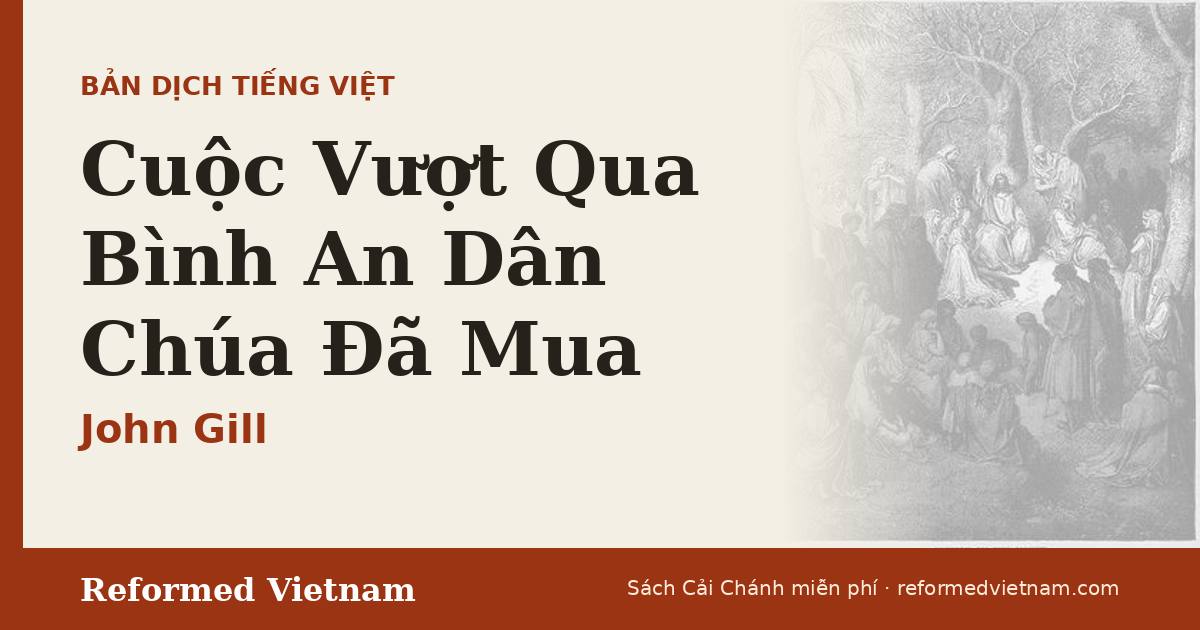 BẢN DỊCH TIẾNG VIỆT
Cuộc Vượt Qua
Bình An Dân
Chúa Đã Mua
John Gill
Reformed Vietnam
Sách Cải Chánh miễn phí · reformedvietnam.com